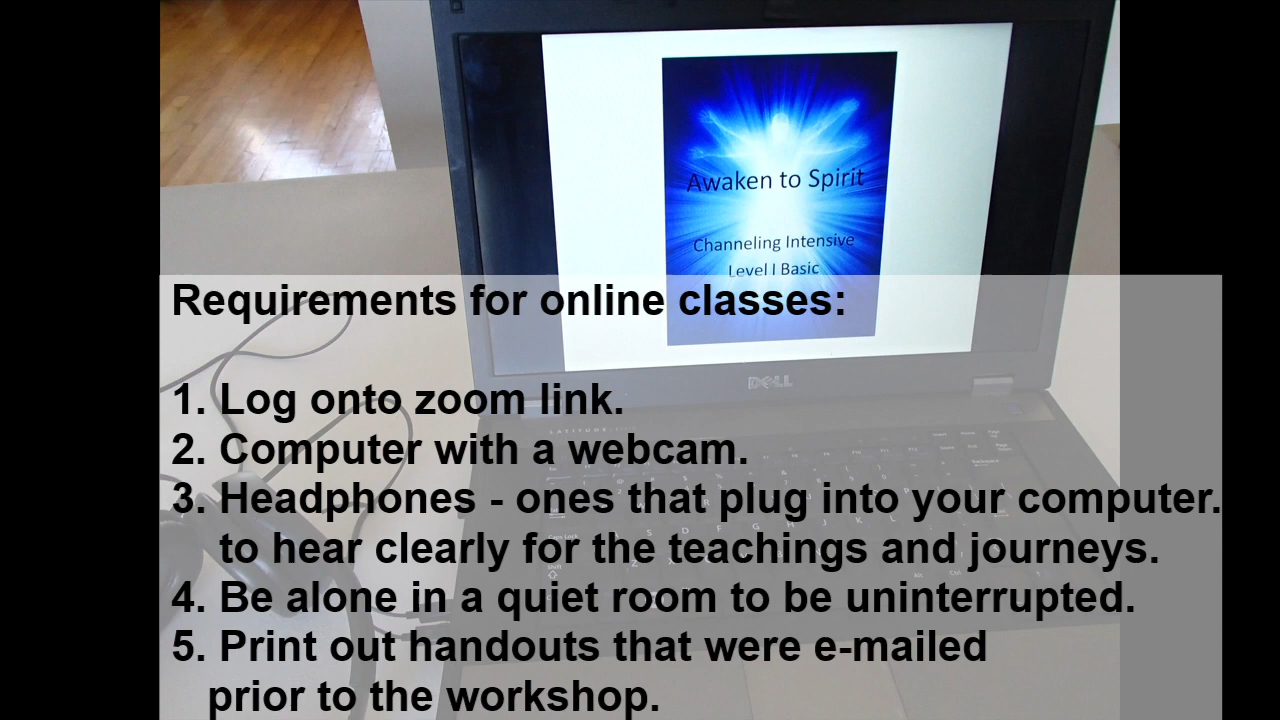 Awaken to Spirit
Channeling Intensive
Level I Basic
Requirements for online classes:
DELL
1. Log onto zoom link.
LATITUDE
2. Computer with a webcam.
3. Headphones - ones that plug into your computer.
to hear clearly for the teachings and journeys.
4. Be alone in a quiet room to be uninterrupted.
5. Print out handouts that were e-mailed
prior to the workshop.